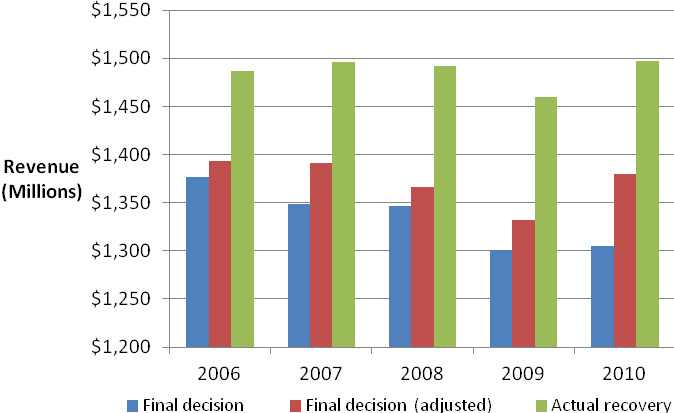 $1,550
$1,500
$1,450
$1,400
$1,350
$1,300
$1,250
$1,200
Revenue
(Millions)
2006 2007 2008 2009 2010
Final decision Final decision (adjusted) Actual recovery